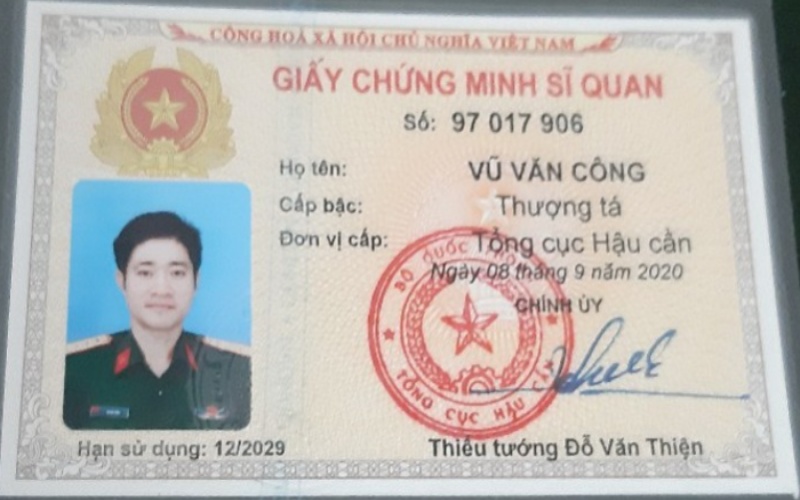 CỘNG HOÀ XÃ HỘI CHỦ NGHĨA VIỆT NAM
GIẤY CHỨNG MINH SĨ QUAN
Số: 97 017 906
Họ tên: VŨ VĂN CÔNG
Cấp bậc: Thượng tá
Đơn vị cấp: Tổng cục Hậu cần
Ngày 08 tháng 9 năm 2020
CHÍNH ỦY
BỘ QUỐC PHÒNG
TỔNG CỤC HẬU CẦN
Hạn sử dụng: 12/2029
Thiếu tướng Đỗ Văn Thiện